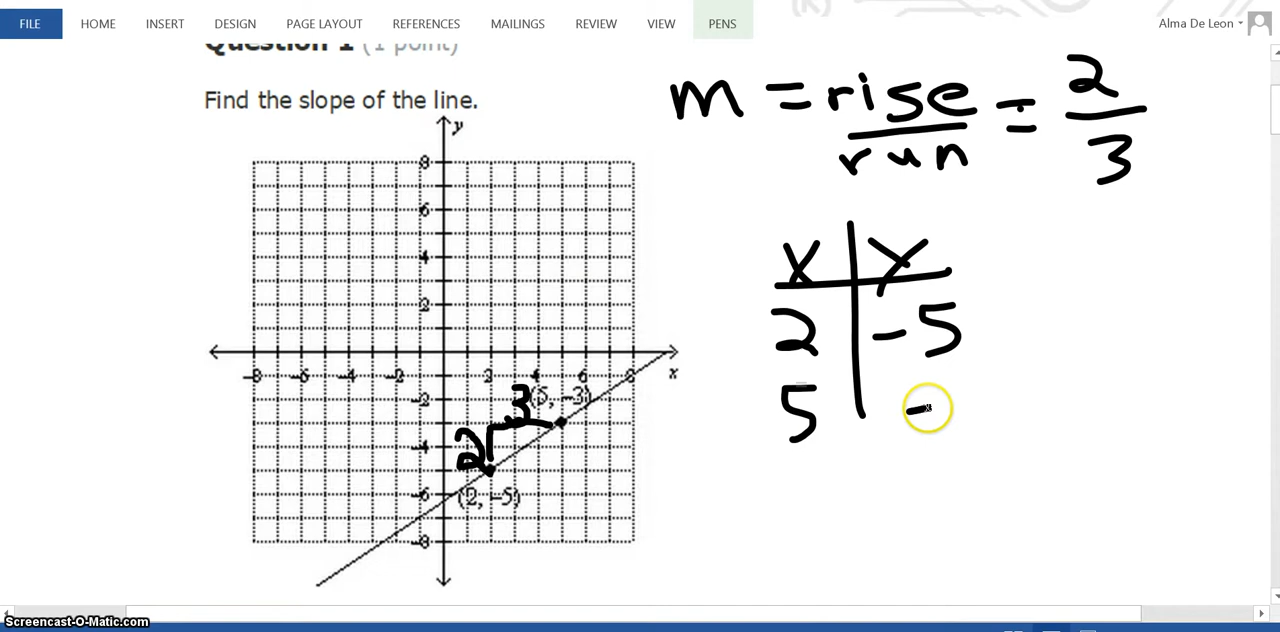 FILE HOME INSERT DESIGN PAGE LAYOUT REFERENCES MAILINGS REVIEW VIEW PENS Alma De Leon
Question 1 (1 point)
Find the slope of the line.
m = rise/run = 2/3
y
8
6
4
2
-8 -6 -4 -2 2 4 6 8 x
-2
3 (5, -3)
2 -4
-6 (2, -5)
-8
X Y
2 -5
5 -
Screencast-O-Matic.com